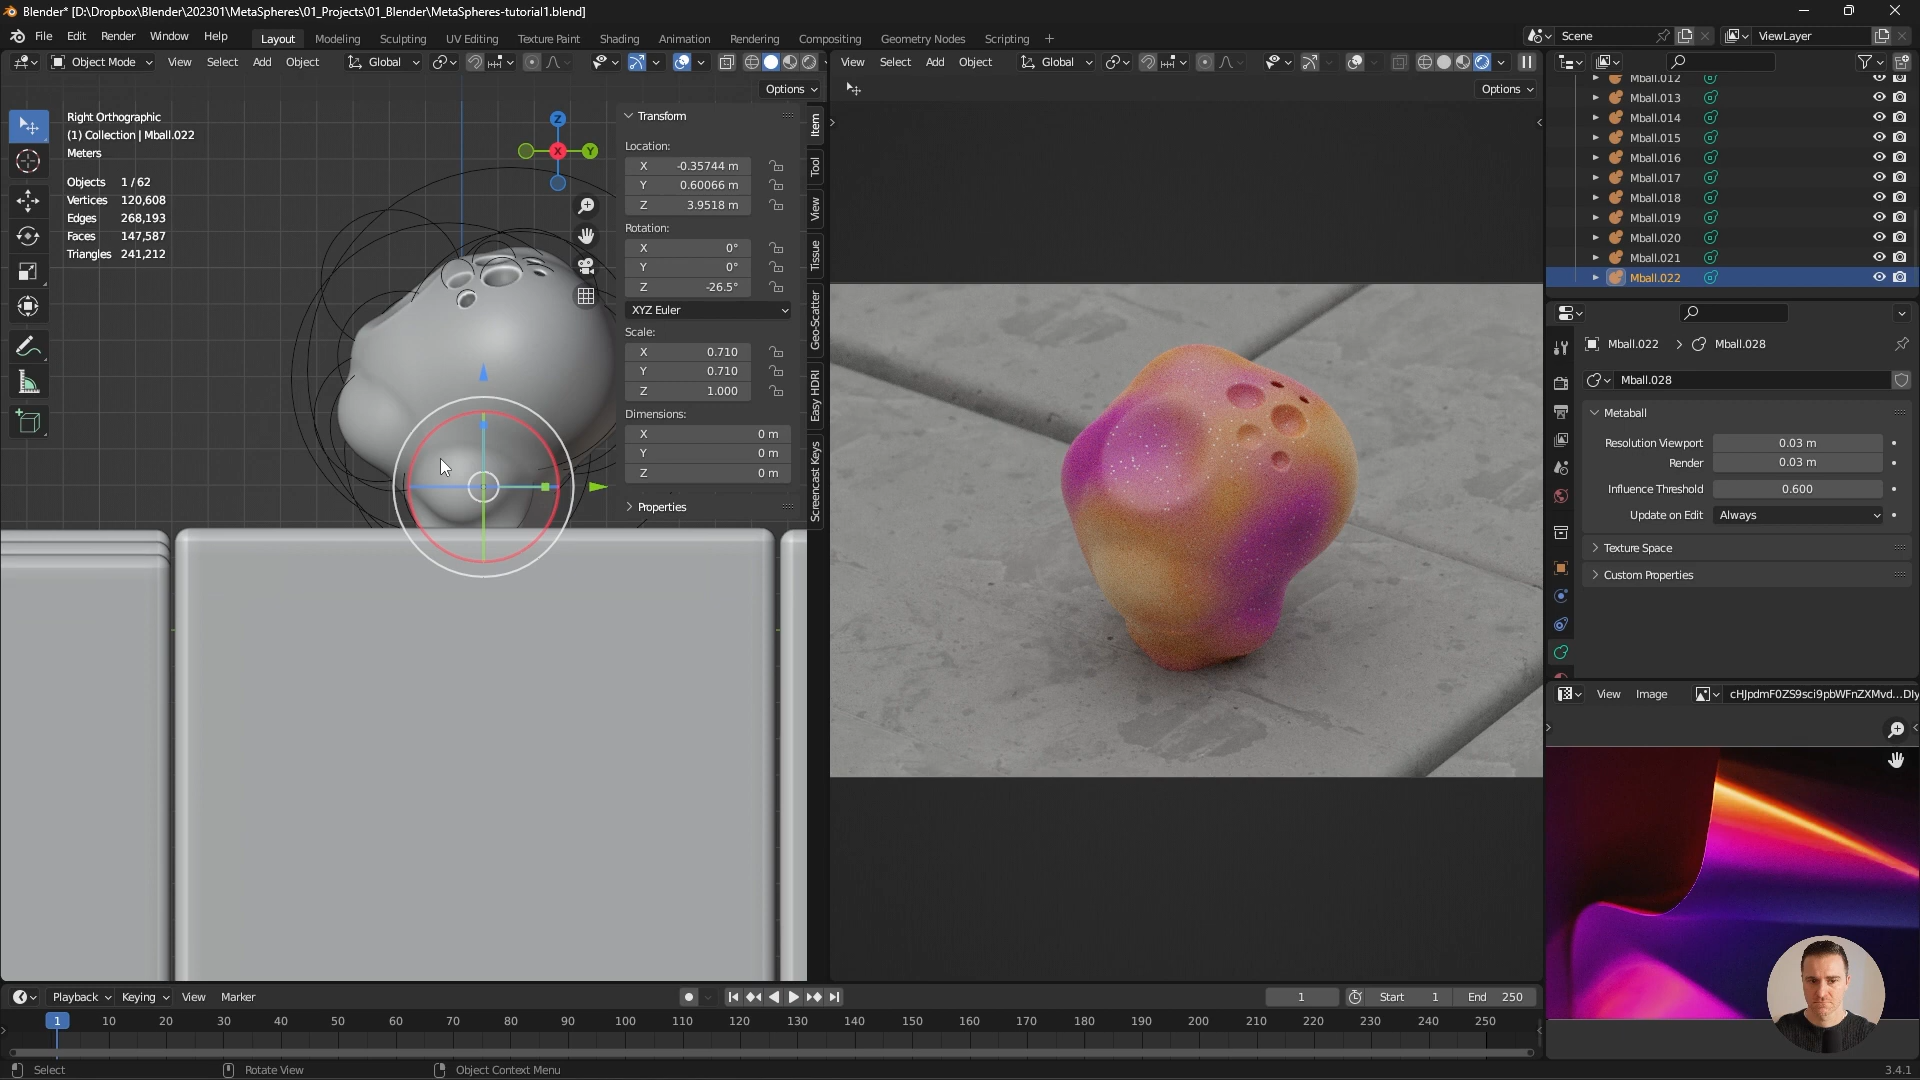 Blender* [D:\Dropbox\Blender\202301\MetaSpheres\01_Projects\01_Blender\MetaSpheres-tutorial1.blend]
File Edit Render Window Help Layout Modeling Sculpting UV Editing Texture Paint Shading Animation Rendering Compositing Geometry Nodes Scripting + Scene ViewLayer
Object Mode View Select Add Object Global
View Select Add Object Global
Options
Options
Right Orthographic
(1) Collection | Mball.022
Meters
Objects 1 / 62
Vertices 120,608
Edges 268,193
Faces 147,587
Triangles 241,212
Z
X
Y
Transform
Location:
X -0.35744 m
Y 0.60066 m
Z 3.9518 m
Rotation:
X 0°
Y 0°
Z -26.5°
XYZ Euler
Scale:
X 0.710
Y 0.710
Z 1.000
Dimensions:
X 0 m
Y 0 m
Z 0 m
Properties
Item
Tool
View
Tissue
Geo-Scatter
Easy HDRI
Screencast Keys
Mball.012
Mball.013
Mball.014
Mball.015
Mball.016
Mball.017
Mball.018
Mball.019
Mball.020
Mball.021
Mball.022
Mball.022 > Mball.028
Mball.028
Metaball
Resolution Viewport 0.03 m
Render 0.03 m
Influence Threshold 0.600
Update on Edit Always
Texture Space
Custom Properties
View Image cHJpdmF0ZS9sci9pbWFnZXMvd...DIy
Playback Keying View Marker 1 Start 1 End 250
1 10 20 30 40 50 60 70 80 90 100 110 120 130 140 150 160 170 180 190 200 210 220 230 240 250
Select Rotate View Object Context Menu 3.4.1